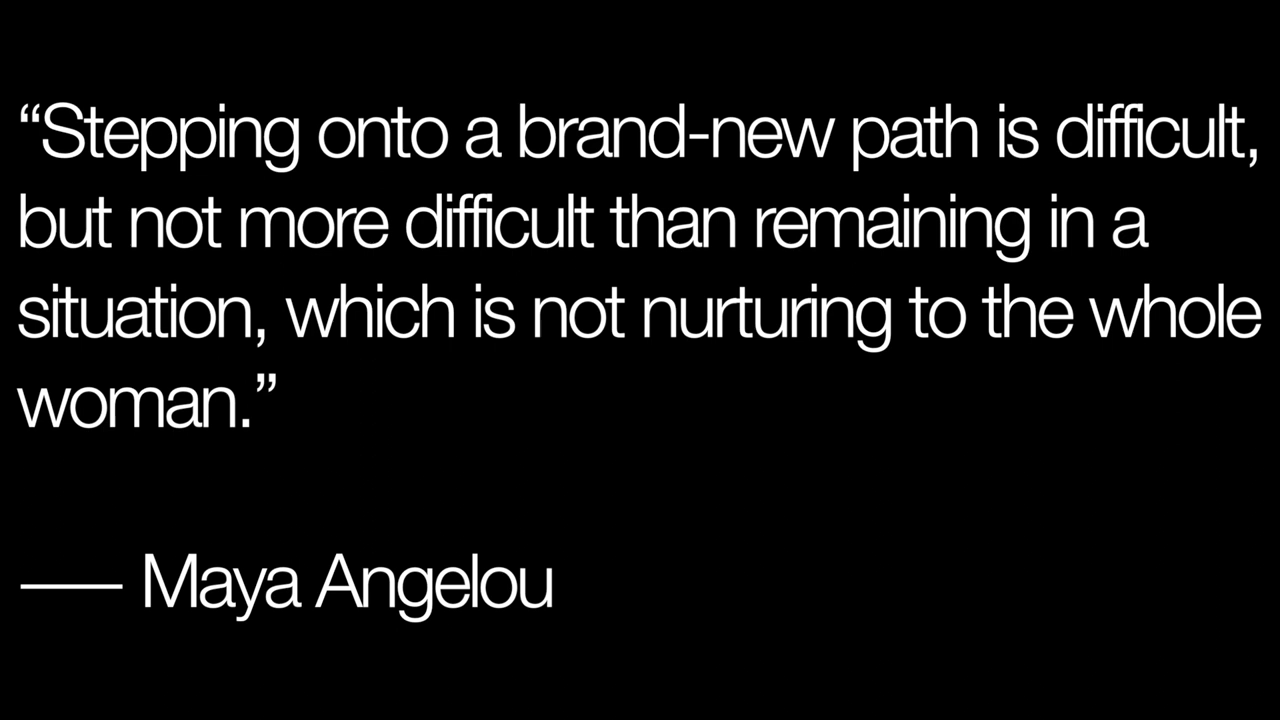 “Stepping onto a brand-new path is difficult,
but not more difficult than remaining in a
situation, which is not nurturing to the whole
woman.”
—— Maya Angelou